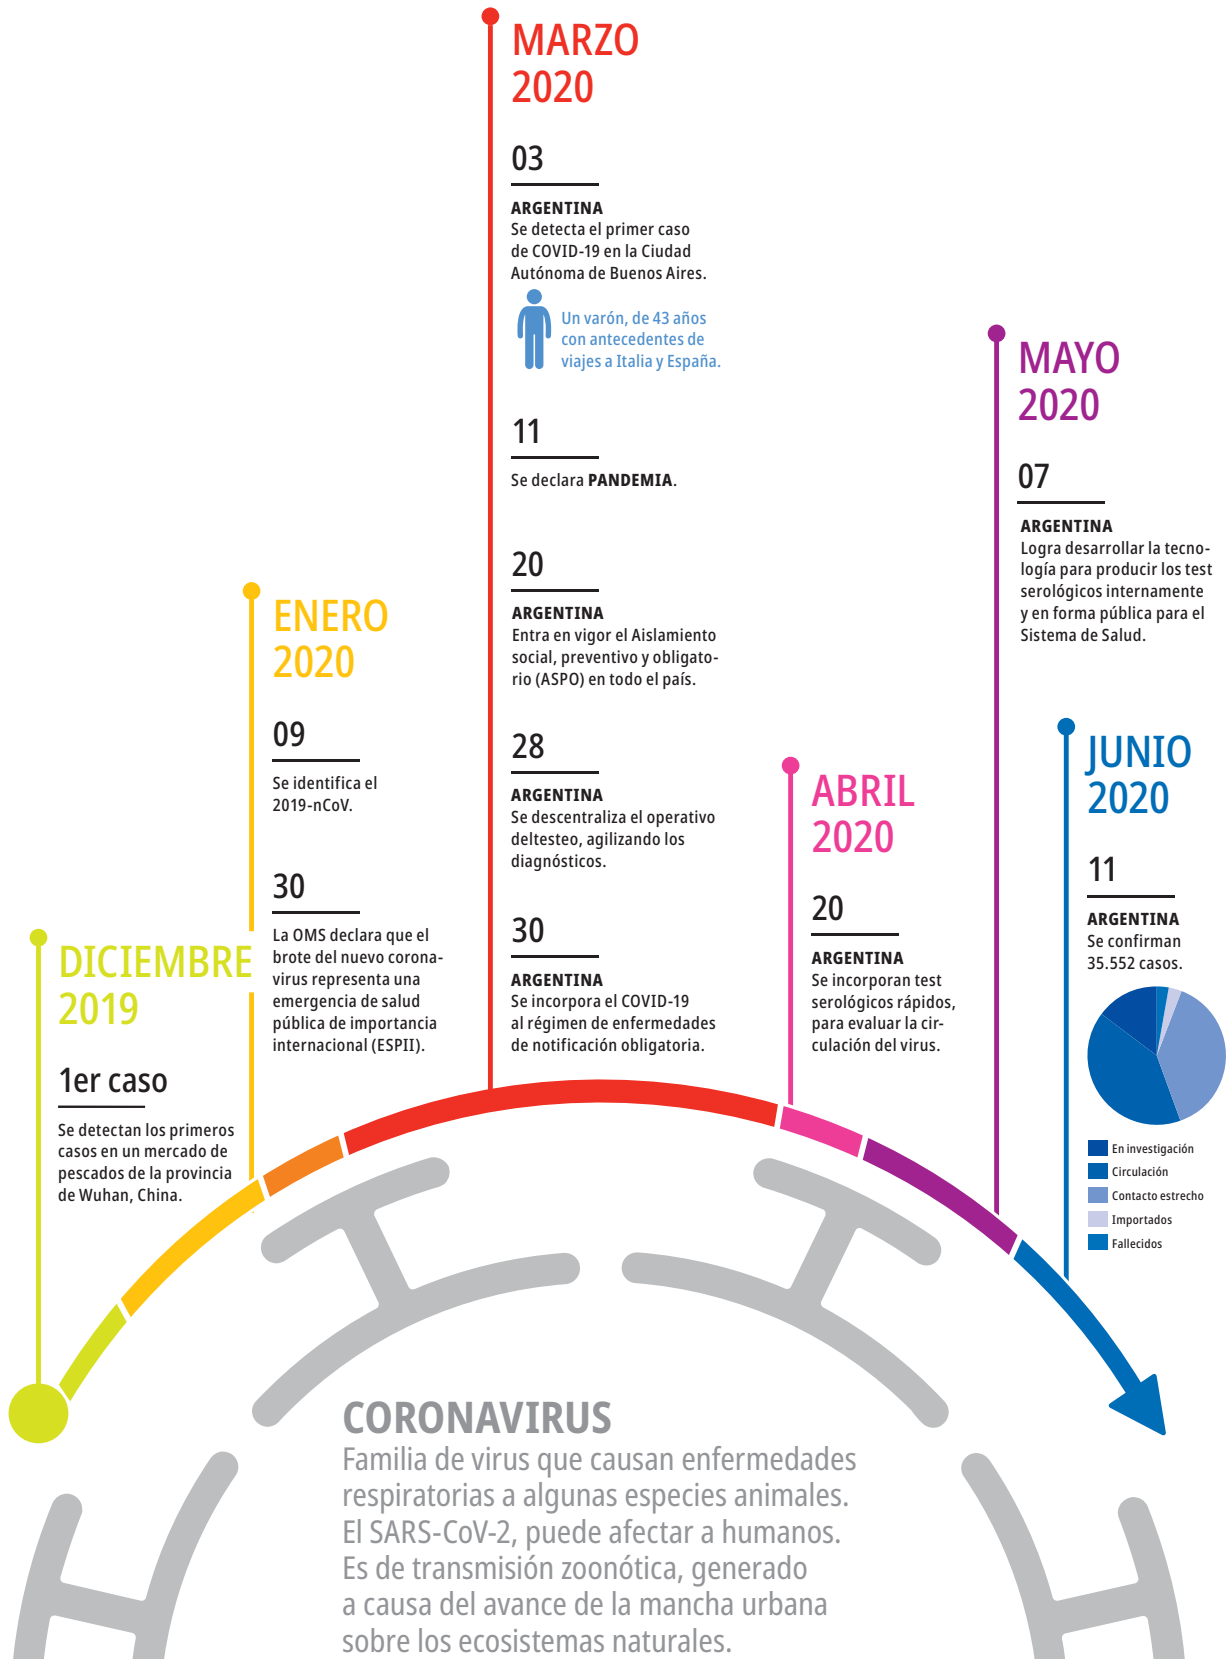 DICIEMBRE
2019
1er caso
Se detectan los primeros
casos en un mercado de
pescados de la provincia
de Wuhan, China.
ENERO
2020
09
Se identifica el
2019-nCoV.
30
La OMS declara que el
brote del nuevo corona-
virus representa una
emergencia de salud
pública de importancia
internacional (ESPII).
MARZO
2020
03
ARGENTINA
Se detecta el primer caso
de COVID-19 en la Ciudad
Autónoma de Buenos Aires.
Un varón, de 43 años
con antecedentes de
viajes a Italia y España.
11
Se declara PANDEMIA.
20
ARGENTINA
Entra en vigor el Aislamiento
social, preventivo y obligato-
rio (ASPO) en todo el país.
28
ARGENTINA
Se descentraliza el operativo
deltesteo, agilizando los
diagnósticos.
30
ARGENTINA
Se incorpora el COVID-19
al régimen de enfermedades
de notificación obligatoria.
ABRIL
2020
20
ARGENTINA
Se incorporan test
serológicos rápidos,
para evaluar la cir-
culación del virus.
MAYO
2020
07
ARGENTINA
Logra desarrollar la tecno-
logía para producir los test
serológicos internamente
y en forma pública para el
Sistema de Salud.
JUNIO
2020
11
ARGENTINA
Se confirman
35.552 casos.
En investigación
Circulación
Contacto estrecho
Importados
Fallecidos
CORONAVIRUS
Familia de virus que causan enfermedades
respiratorias a algunas especies animales.
El SARS-CoV-2, puede afectar a humanos.
Es de transmisión zoonótica, generado
a causa del avance de la mancha urbana
sobre los ecosistemas naturales.